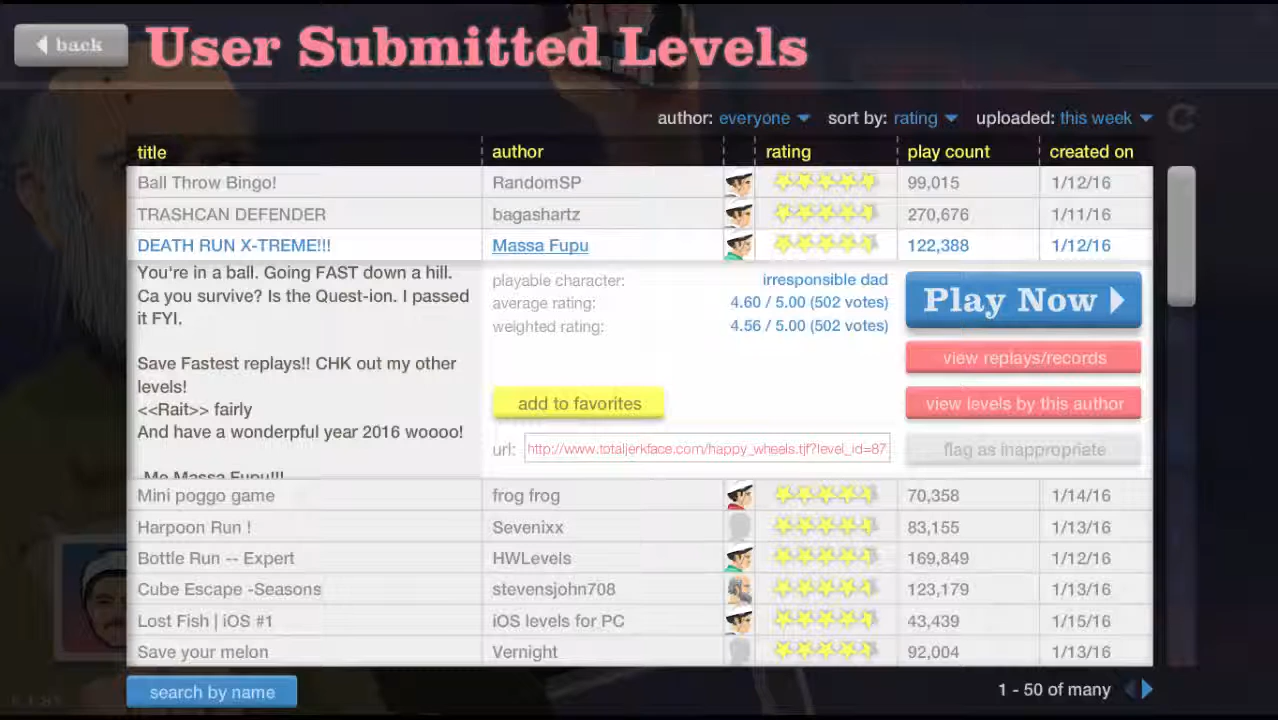 back
User Submitted Levels
author: everyone sort by: rating uploaded: this week
title author rating play count created on
Ball Throw Bingo! RandomSP 99,015 1/12/16
TRASHCAN DEFENDER bagashartz 270,676 1/11/16
DEATH RUN X-TREME!!! Massa Fupu 122,388 1/12/16
You're in a ball. Going FAST down a hill.
Ca you survive? Is the Quest-ion. I passed
it FYI.
Save Fastest replays!! CHK out my other
levels!
<<Rait>> fairly
And have a wonderpful year 2016 woooo!
Me Massa Fupu!!!
playable character: irresponsible dad
average rating: 4.60 / 5.00 (502 votes)
weighted rating: 4.56 / 5.00 (502 votes)
add to favorites
url: http://www.totaljerkface.com/happy_wheels.tjf?level_id=87
Play Now
view replays/records
view levels by this author
flag as inappropriate
Mini poggo game frog frog 70,358 1/14/16
Harpoon Run ! Sevenixx 83,155 1/13/16
Bottle Run -- Expert HWLevels 169,849 1/12/16
Cube Escape -Seasons stevensjohn708 123,179 1/13/16
Lost Fish | iOS #1 iOS levels for PC 43,439 1/15/16
Save your melon Vernight 92,004 1/13/16
search by name 1 - 50 of many